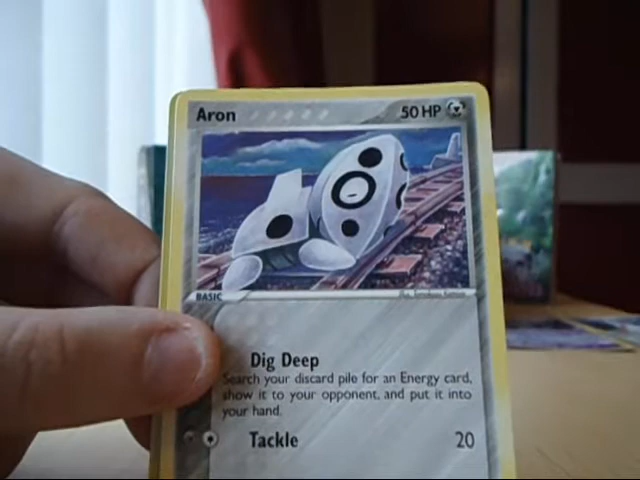 Aron 50 HP
BASIC
Dig Deep
Search your discard pile for an Energy card,
show it to your opponent, and put it into
your hand.
Tackle 20